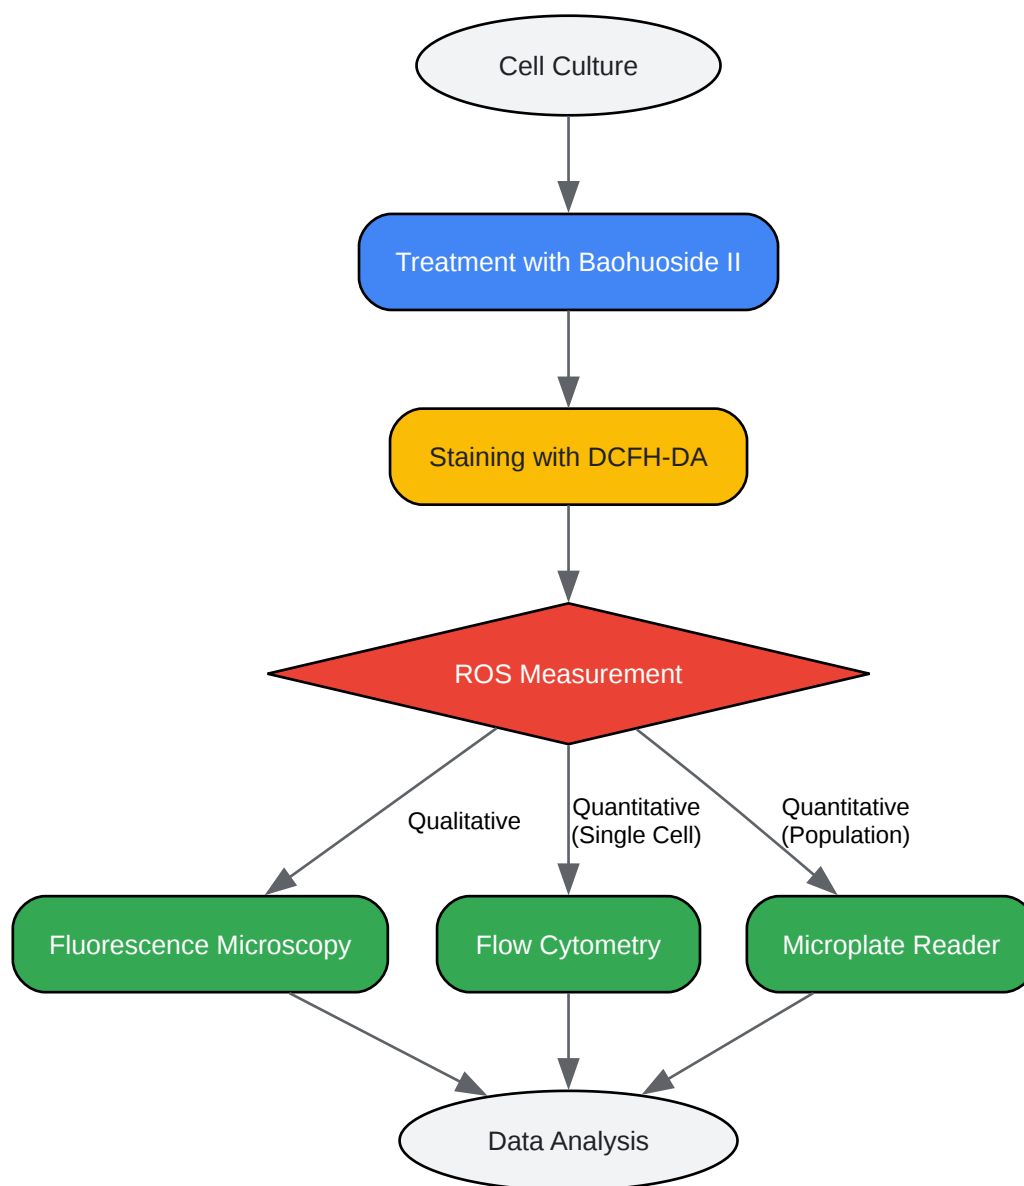 Cell Culture
Treatment with Baohuoside II
Staining with DCFH-DA
ROS Measurement
Qualitative
Quantitative
(Single Cell)
Quantitative
(Population)
Fluorescence Microscopy
Flow Cytometry
Microplate Reader
Data Analysis